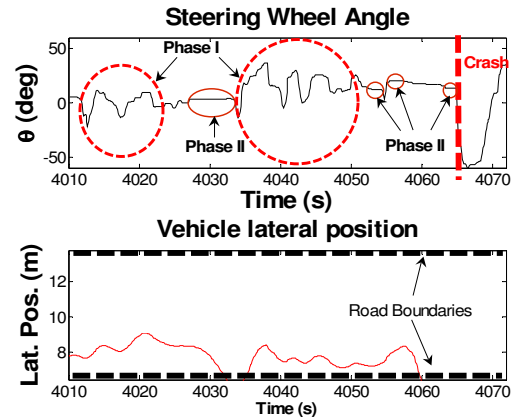 Steering Wheel Angle
θ (deg)
50
0
-50
Phase I
Phase II
Phase II
Crash
4010 4020 4030 4040 4050 4060 4070
Time (s)
Vehicle lateral position
Lat. Pos. (m)
12
10
8
Road Boundaries
4010 4020 4030 4040 4050 4060 4070
Time (s)